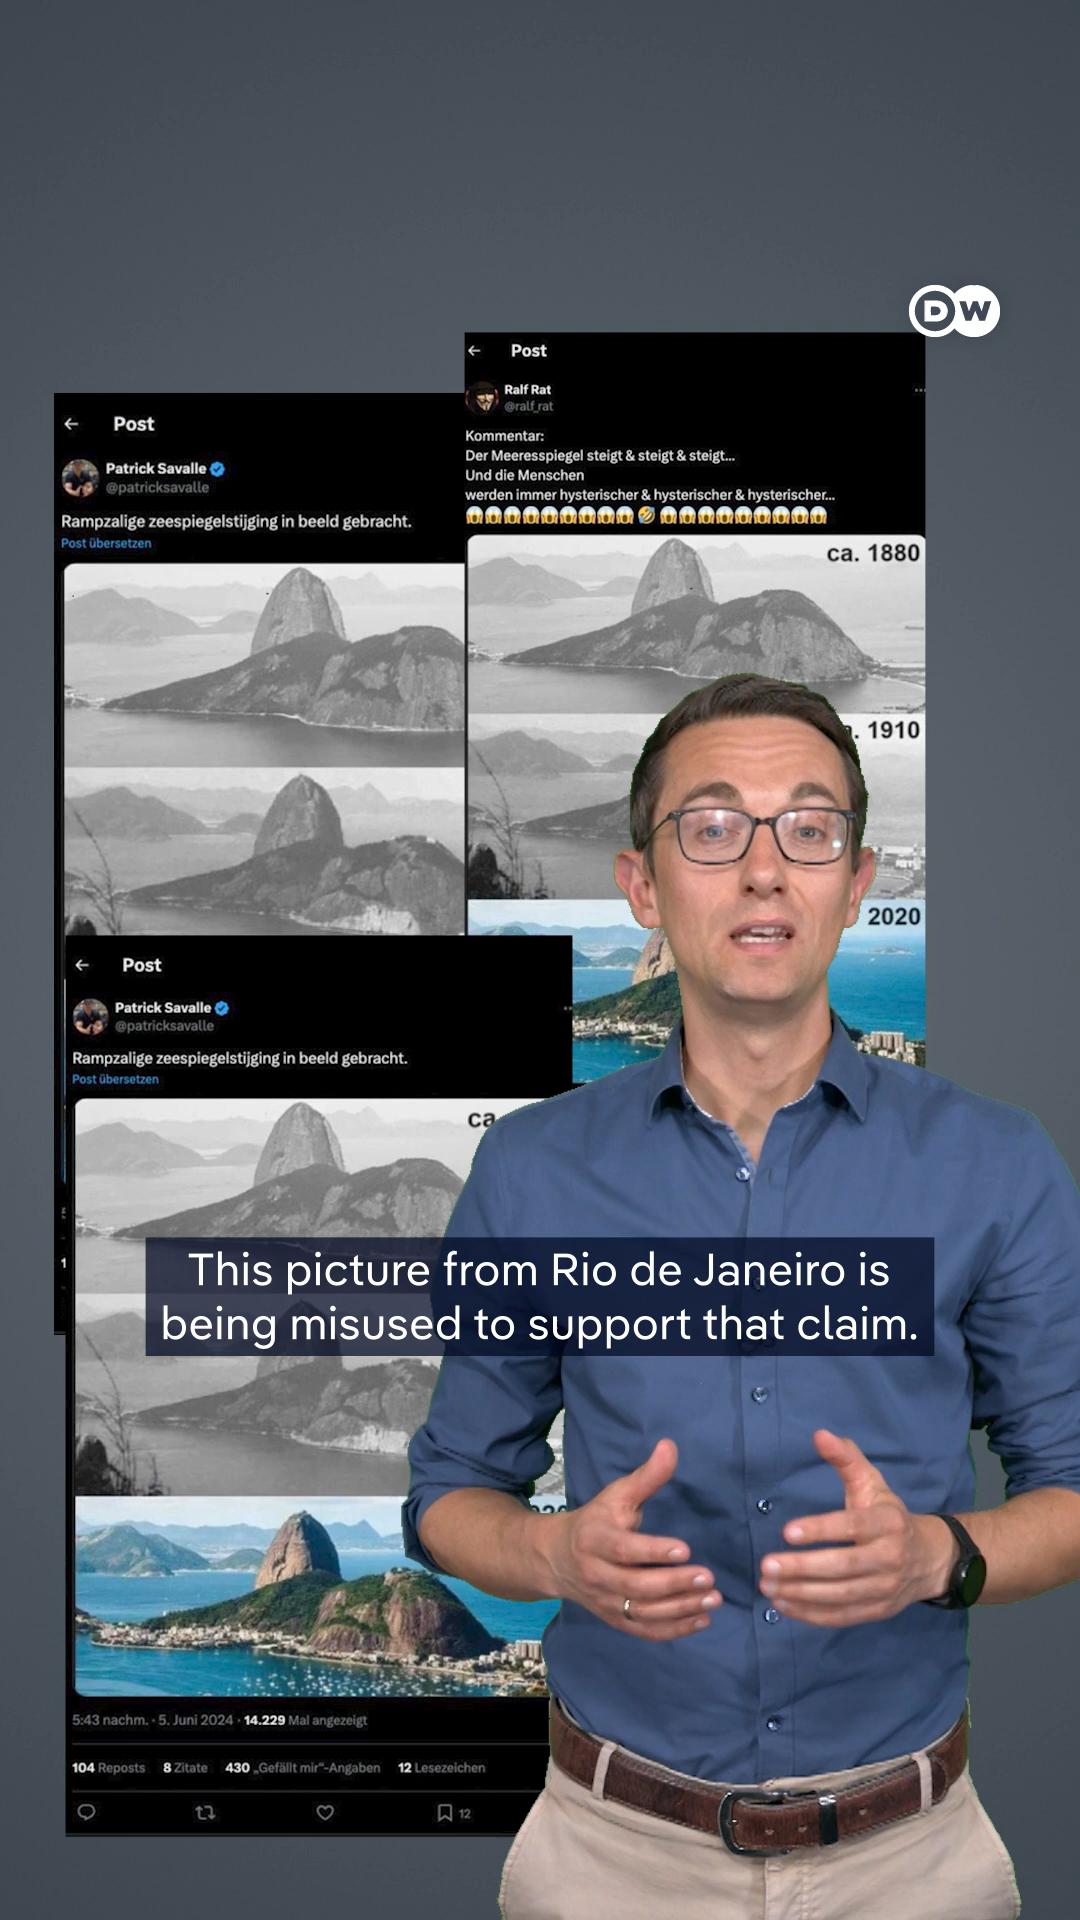 DW
← Post
Patrick Savalle
@patricksavalle
Rampzalige zeespiegelstijging in beeld gebracht.
Post übersetzen
← Post
Ralf Rat
@ralf_rat
Kommentar:
Der Meeresspiegel steigt & steigt & steigt...
Und die Menschen
werden immer hysterischer & hysterischer & hysterischer...
😱😱😱😱😱😱😱😱😱🤣😱😱😱😱😱😱😱😱😱
ca. 1880
1910
2020
← Post
Patrick Savalle
@patricksavalle
Rampzalige zeespiegelstijging in beeld gebracht.
Post übersetzen
ca
This picture from Rio de Janeiro is
being misused to support that claim.
5:43 nachm. · 5. Juni 2024 · 14.229 Mal angezeigt
104 Reposts 8 Zitate 430 „Gefällt mir“-Angaben 12 Lesezeichen
12